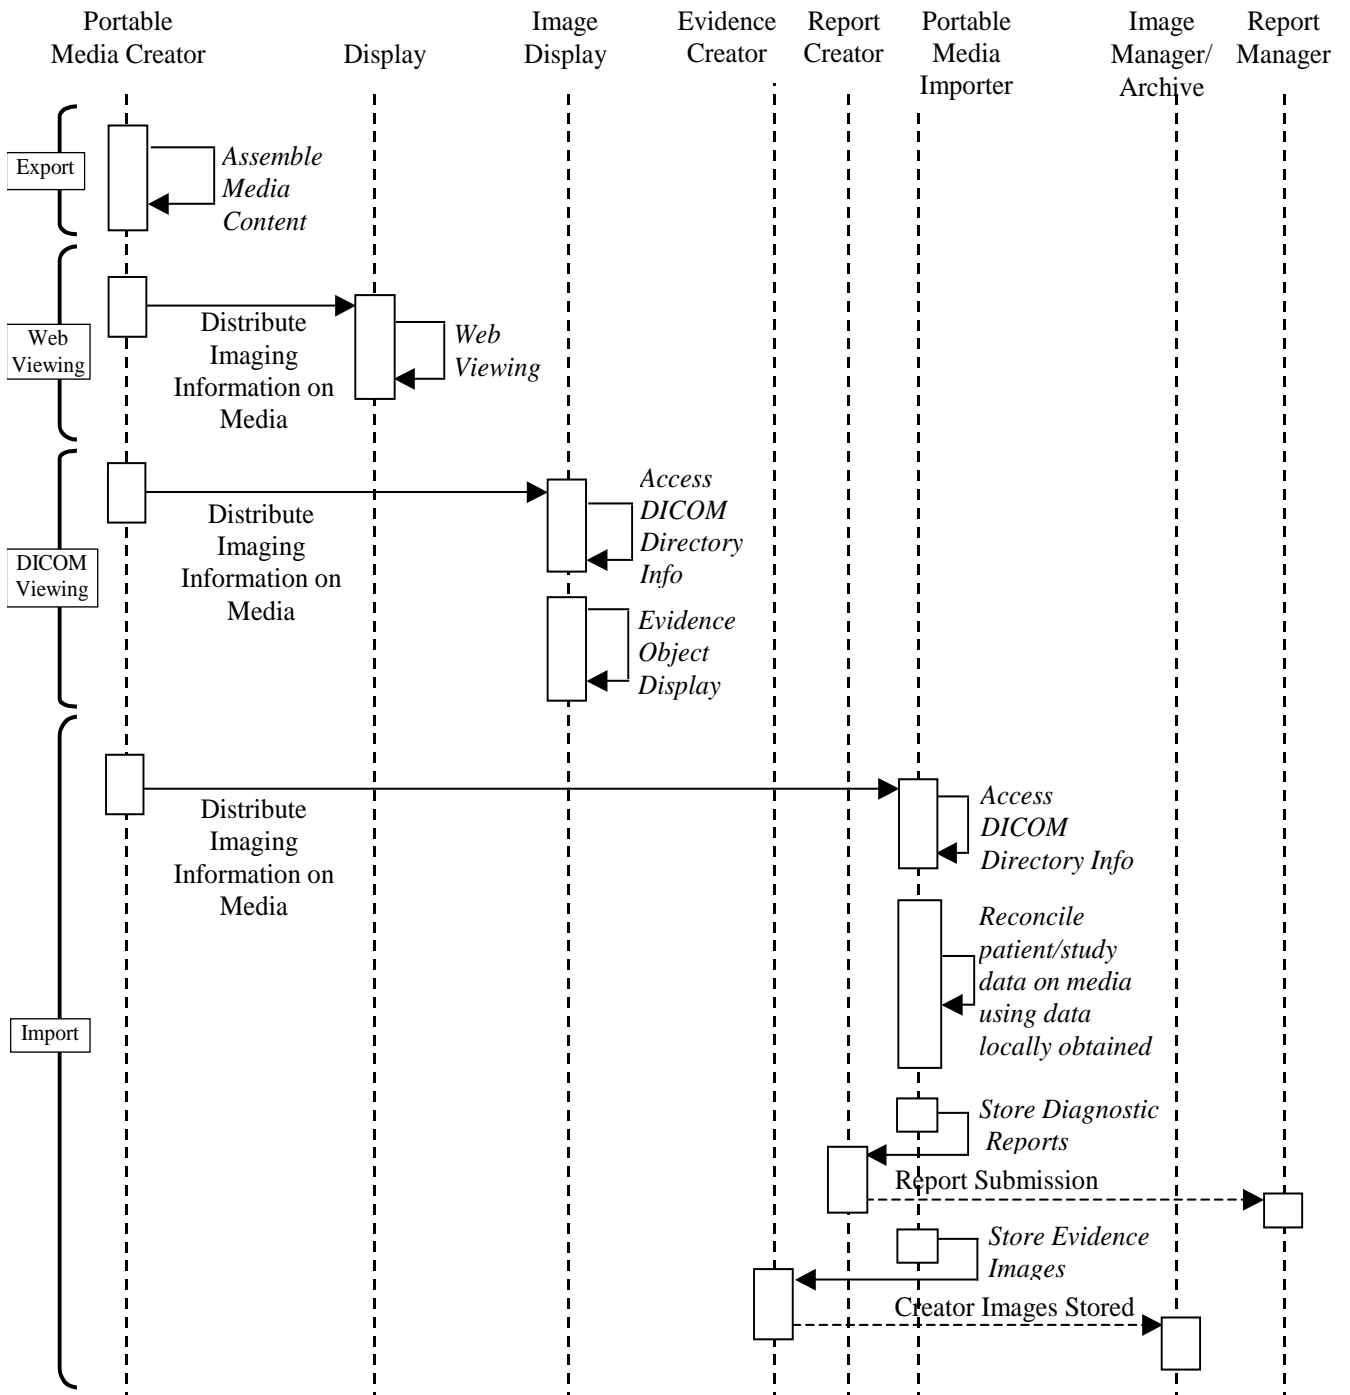 Portable
Media Creator
Display
Image
Display
Evidence
Creator
Report
Creator
Portable
Media
Importer
Image
Manager/
Archive
Report
Manager
Export
Assemble
Media
Content
Web
Viewing
Distribute
Imaging
Information on
Media
Web
Viewing
DICOM
Viewing
Distribute
Imaging
Information on
Media
Access
DICOM
Directory
Info
Evidence
Object
Display
Import
Distribute
Imaging
Information on
Media
Access
DICOM
Directory Info
Reconcile
patient/study
data on media
using data
locally obtained
Store Diagnostic
Reports
Report Submission
Store Evidence
Images
Creator Images Stored